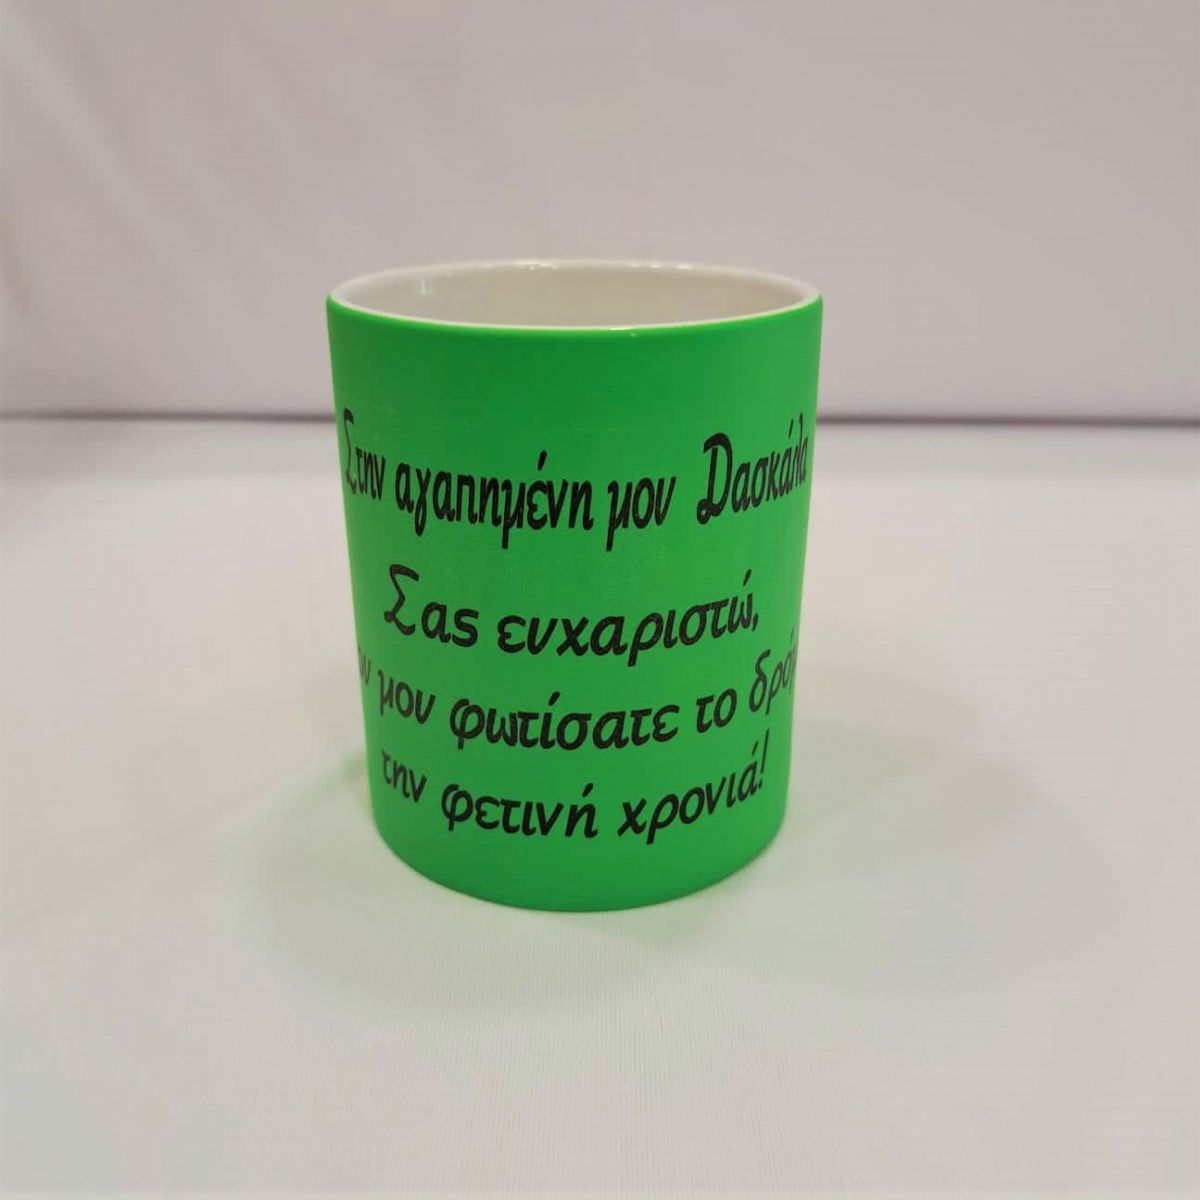 Στην αγαπημένη μου Δασκάλα
Σας ευχαριστώ,
μου φωτίσατε το
την φετινή χρονιά!